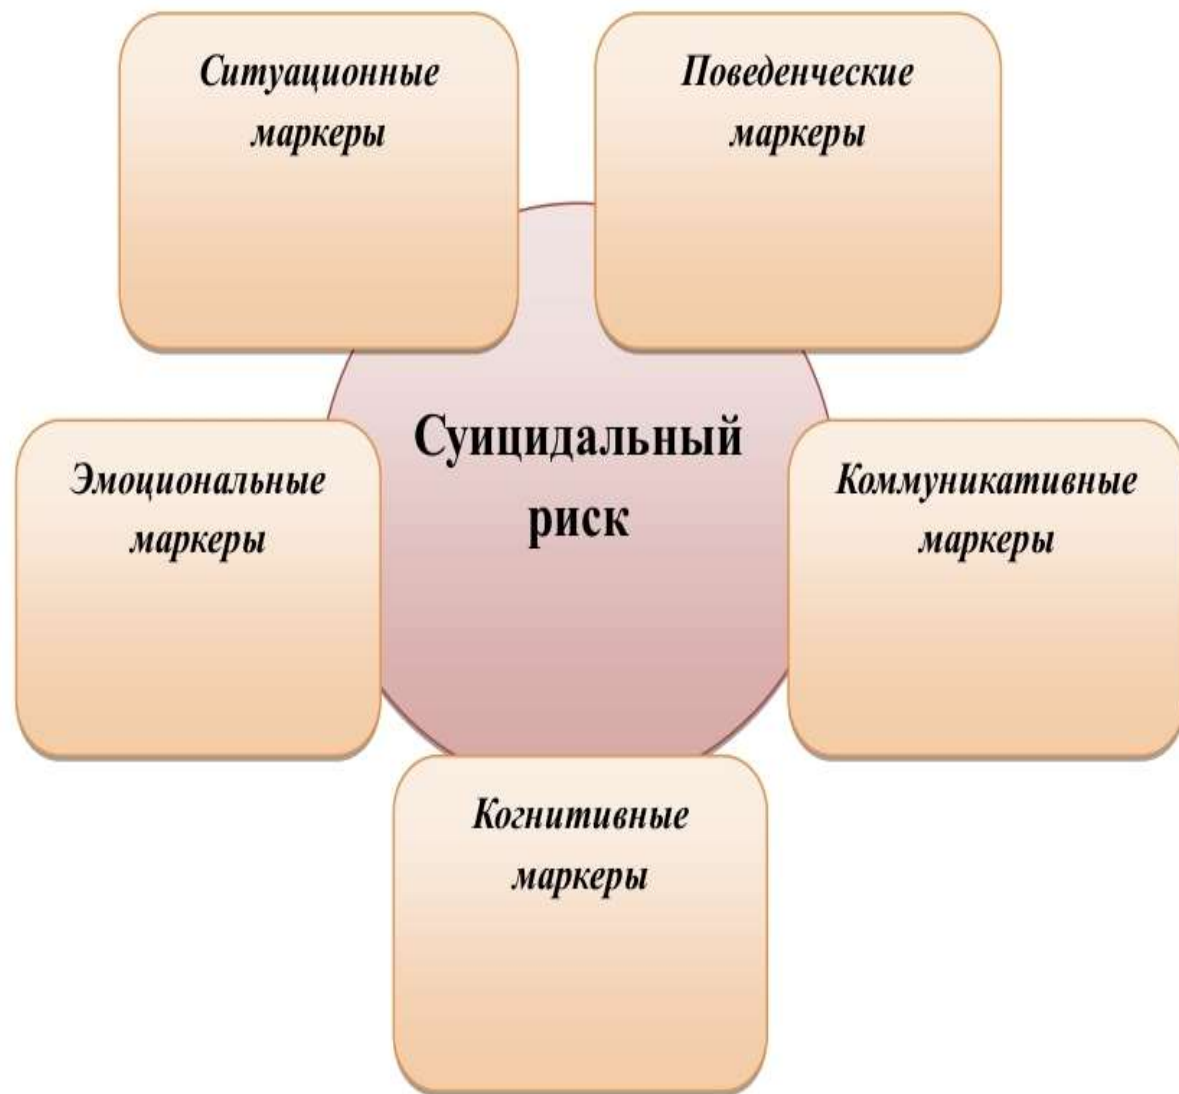 Ситуационные
маркеры
Поведенческие
маркеры
Суицидальный
риск
Эмоциональные
маркеры
Коммуникативные
маркеры
Когнитивные
маркеры